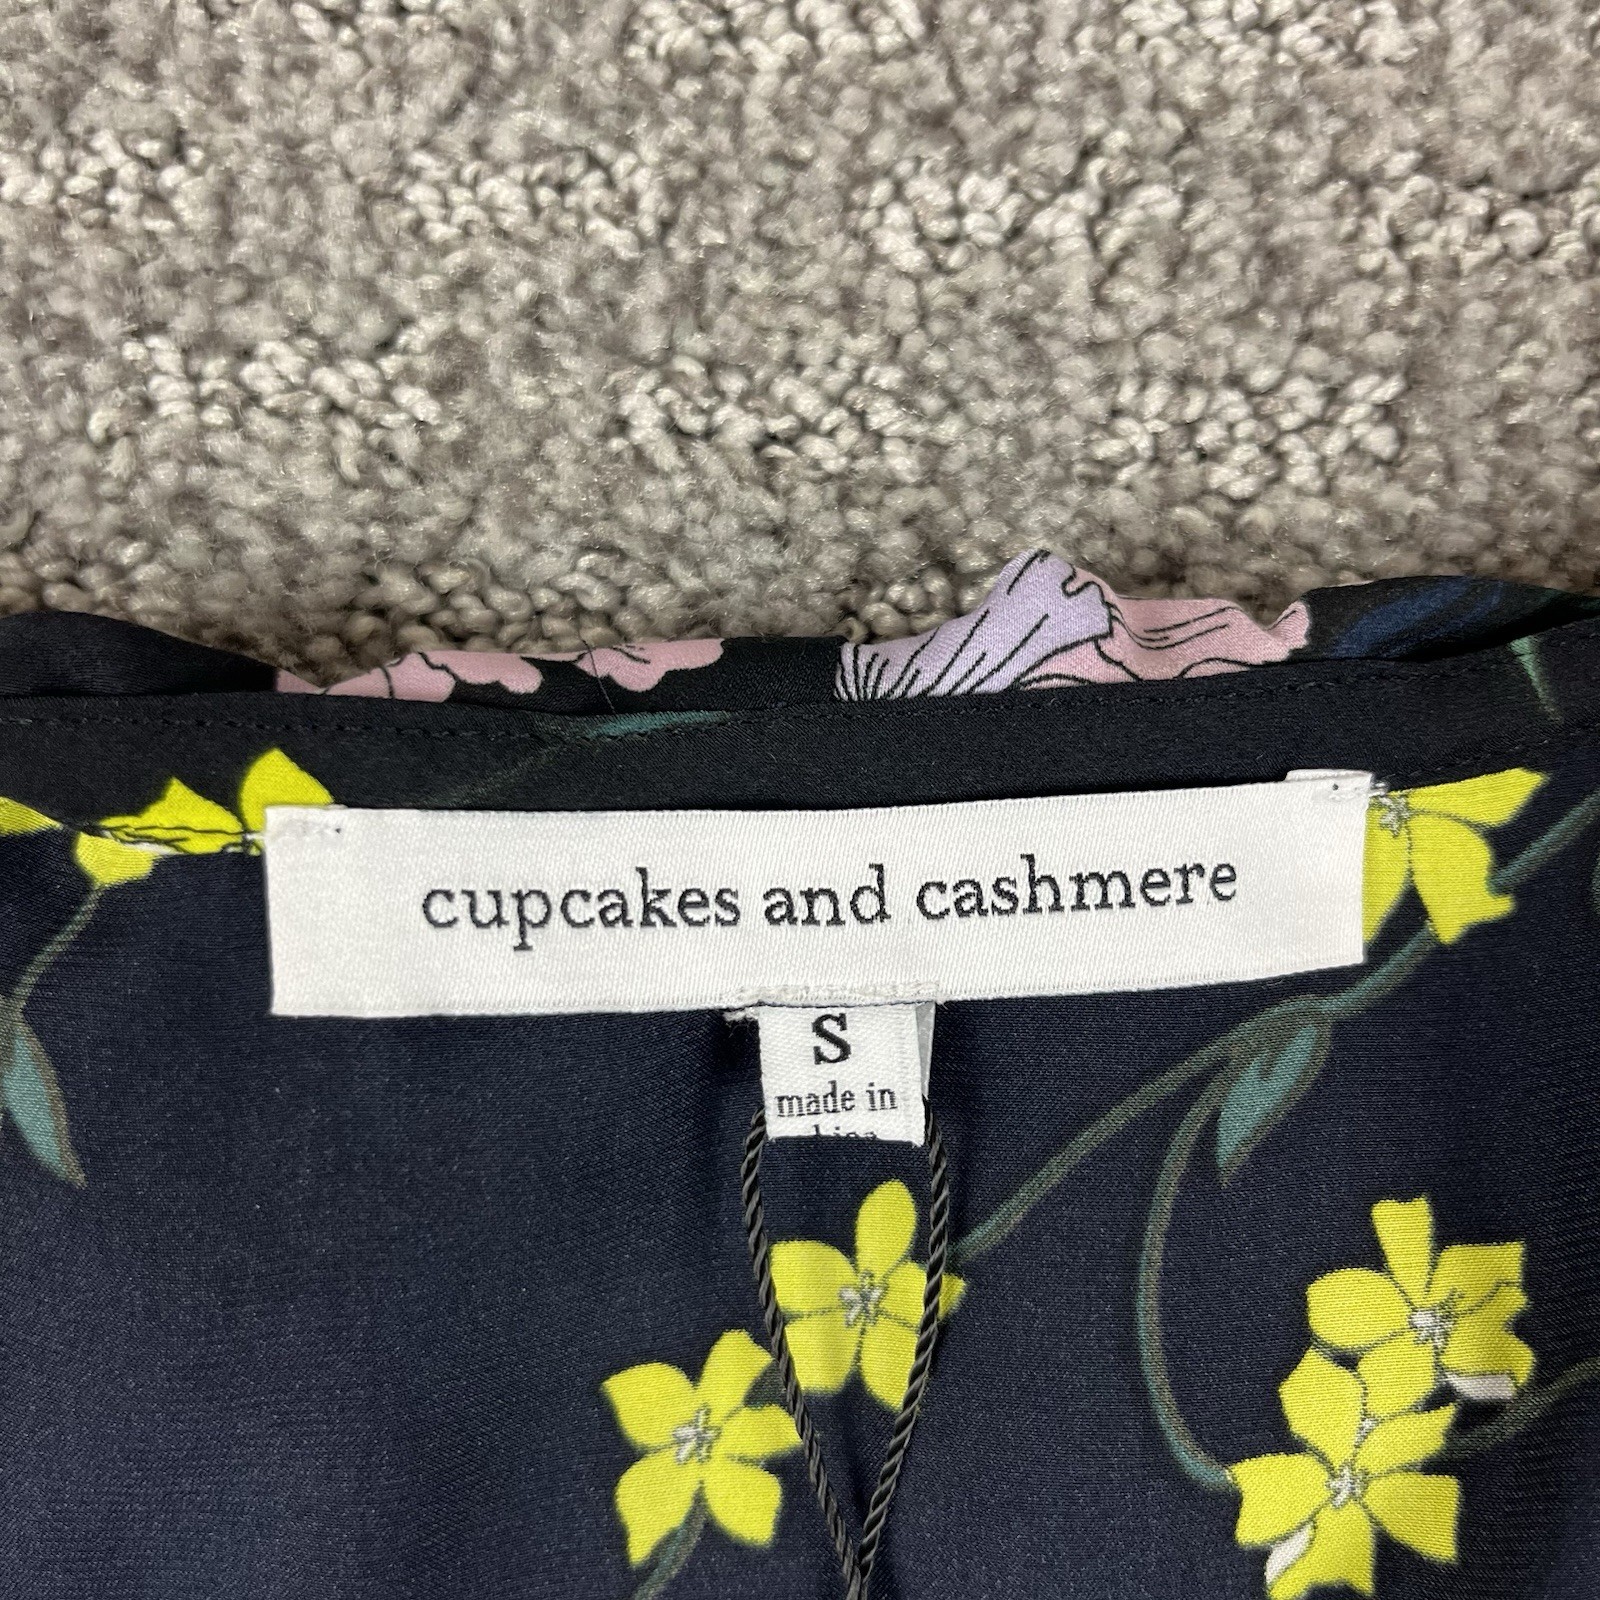 cupcakes and cashmere
S
made in